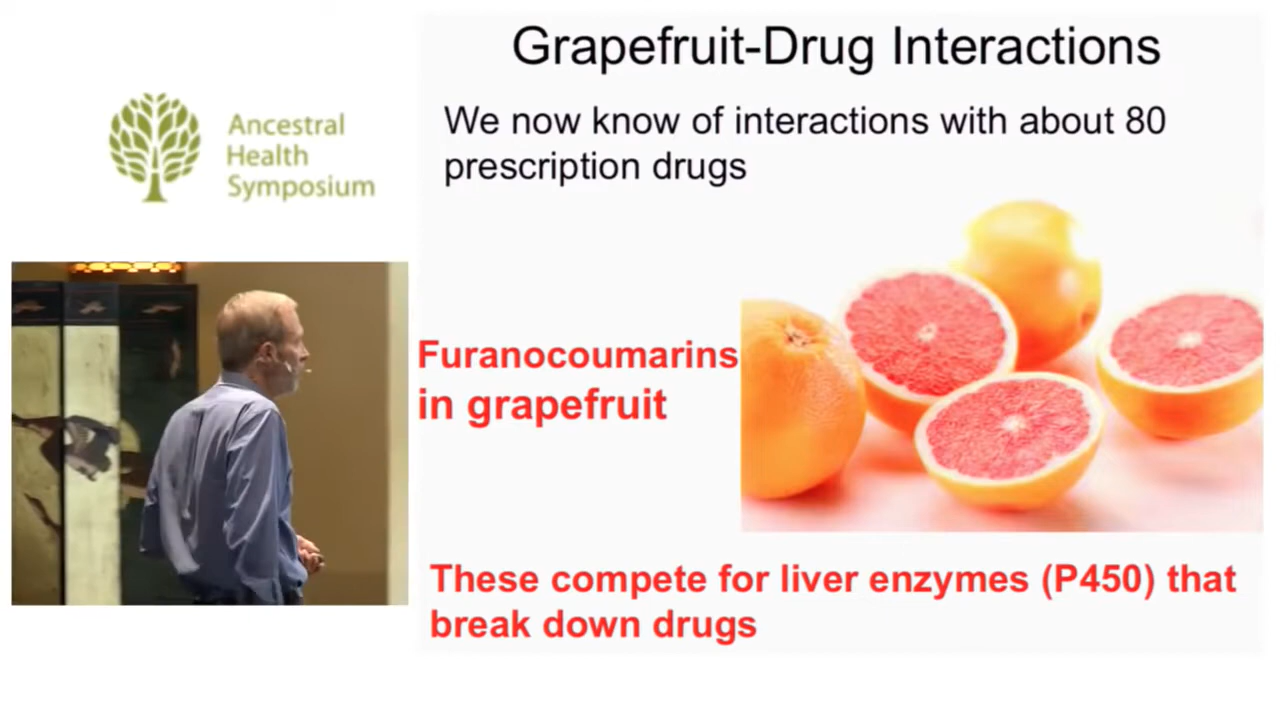 Ancestral
Health
Symposium
Grapefruit-Drug Interactions
We now know of interactions with about 80
prescription drugs
Furanocoumarins
in grapefruit
These compete for liver enzymes (P450) that
break down drugs